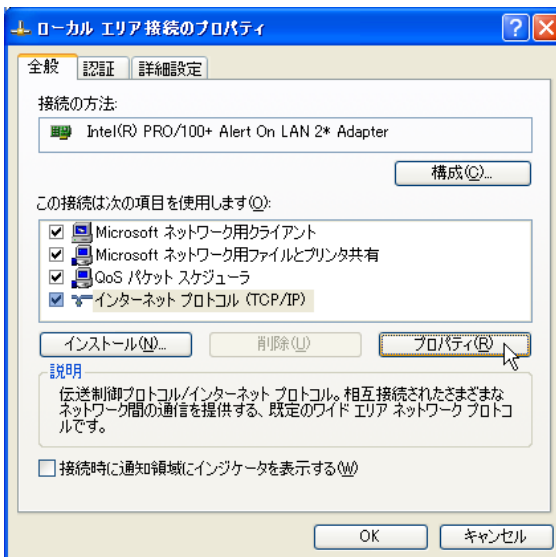 ローカル エリア接続のプロパティ
全般 認証 詳細設定
接続の方法:
Intel(R) PRO/100+ Alert On LAN 2* Adapter
構成(C)...
この接続は次の項目を使用します(O):
Microsoft ネットワーク用クライアント
Microsoft ネットワーク用ファイルとプリンタ共有
QoS パケット スケジューラ
インターネット プロトコル (TCP/IP)
インストール(N)... 削除(U) プロパティ(R)
説明
伝送制御プロトコル/インターネット プロトコル。相互接続されたさまざまな
ネットワーク間の通信を提供する、既定のワイド エリア ネットワーク プロトコ
ルです。
接続時に通知領域にインジケータを表示する(W)
OK キャンセル